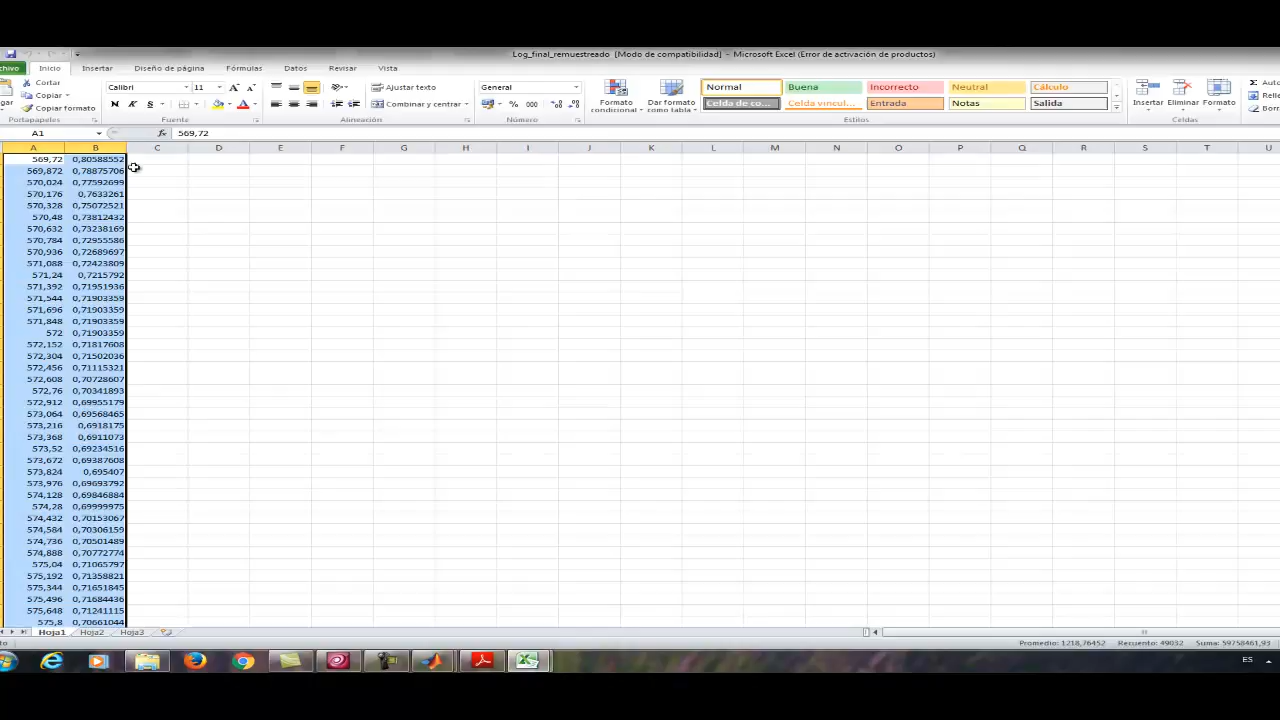 Log_final_remuestreado [Modo de compatibilidad] - Microsoft Excel (Error de activación de productos)
chivo Inicio Insertar Diseño de página Fórmulas Datos Revisar Vista
Cortar
Copiar
Copiar formato
Portapapeles
Calibri 11
N K S
Fuente
Ajustar texto
Combinar y centrar
Alineación
General
% 000
Número
Formato condicional
Dar formato como tabla
Normal Buena Incorrecto Neutral Cálculo
Celda de co... Celda vincul... Entrada Notas Salida
Estilos
Insertar Eliminar Formato
Celdas
A1 fx 569,72
A B C D E F G H I J K L M N O P Q R S T U
569,72 0,80588552
569,872 0,78875706
570,024 0,77592699
570,176 0,7633261
570,328 0,75072521
570,48 0,73812432
570,632 0,73238169
570,784 0,72955586
570,936 0,72689697
571,088 0,72423809
571,24 0,7215792
571,392 0,71951936
571,544 0,71903359
571,696 0,71903359
571,848 0,71903359
572 0,71903359
572,152 0,71817608
572,304 0,71502036
572,456 0,71115321
572,608 0,70728607
572,76 0,70341893
572,912 0,69955179
573,064 0,69568465
573,216 0,6918175
573,368 0,6911073
573,52 0,69234516
573,672 0,69387608
573,824 0,695407
573,976 0,69693792
574,128 0,69846884
574,28 0,69999975
574,432 0,70153067
574,584 0,70306159
574,736 0,70501489
574,888 0,70772774
575,04 0,71065797
575,192 0,71358821
575,344 0,71651845
575,496 0,71684436
575,648 0,71241115
575,8 0,70661044
Hoja1 Hoja2 Hoja3
Promedio: 1218,76452 Recuento: 49032 Suma: 59758461,93
ES